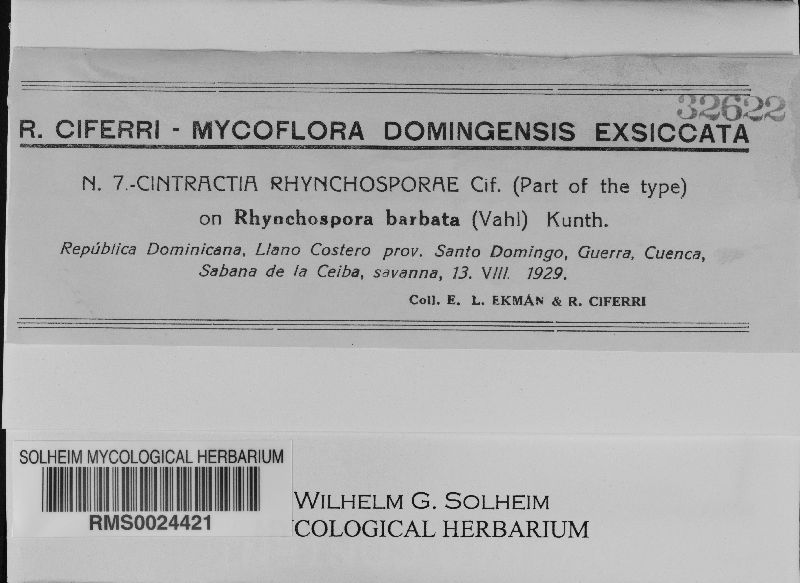 32622
R. CIFERRI - MYCOFLORA DOMINGENSIS EXSICCATA
N. 7.-CINTRACTIA RHYNCHOSPORAE Cif. (Part of the type)
on Rhynchospora barbata (Vahl) Kunth.
República Dominicana, Llano Costero prov. Santo Domingo, Guerra, Cuenca,
Sabana de la Ceiba, savanna, 13. VIII. 1929.
Coll. E. L. EKMAN & R. CIFERRI
SOLHEIM MYCOLOGICAL HERBARIUM
RMS0024421
WILHELM G. SOLHEIM
COLOGICAL HERBARIUM